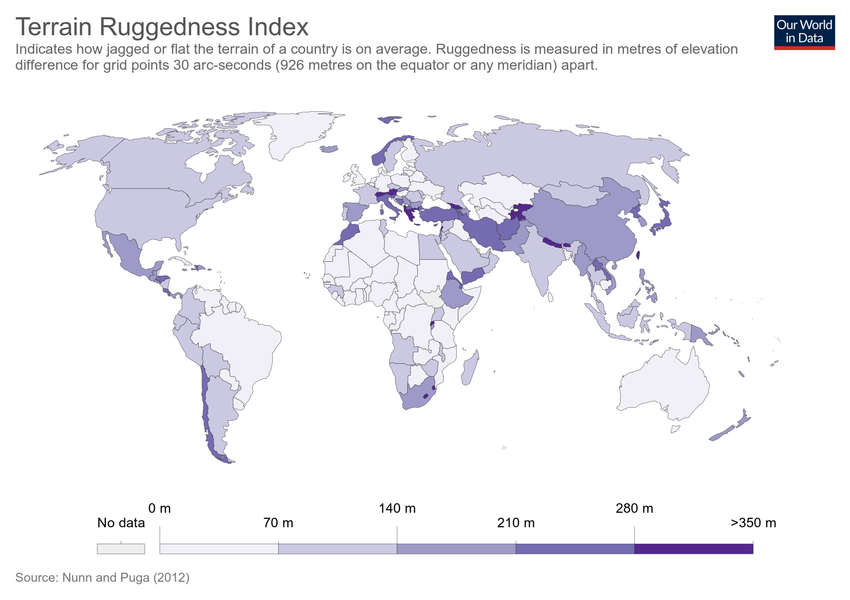 Terrain Ruggedness Index
Our World
in Data
Indicates how jagged or flat the terrain of a country is on average. Ruggedness is measured in metres of elevation
difference for grid points 30 arc-seconds (926 metres on the equator or any meridian) apart.
0 m 140 m 280 m
No data 70 m 210 m >350 m
Source: Nunn and Puga (2012)